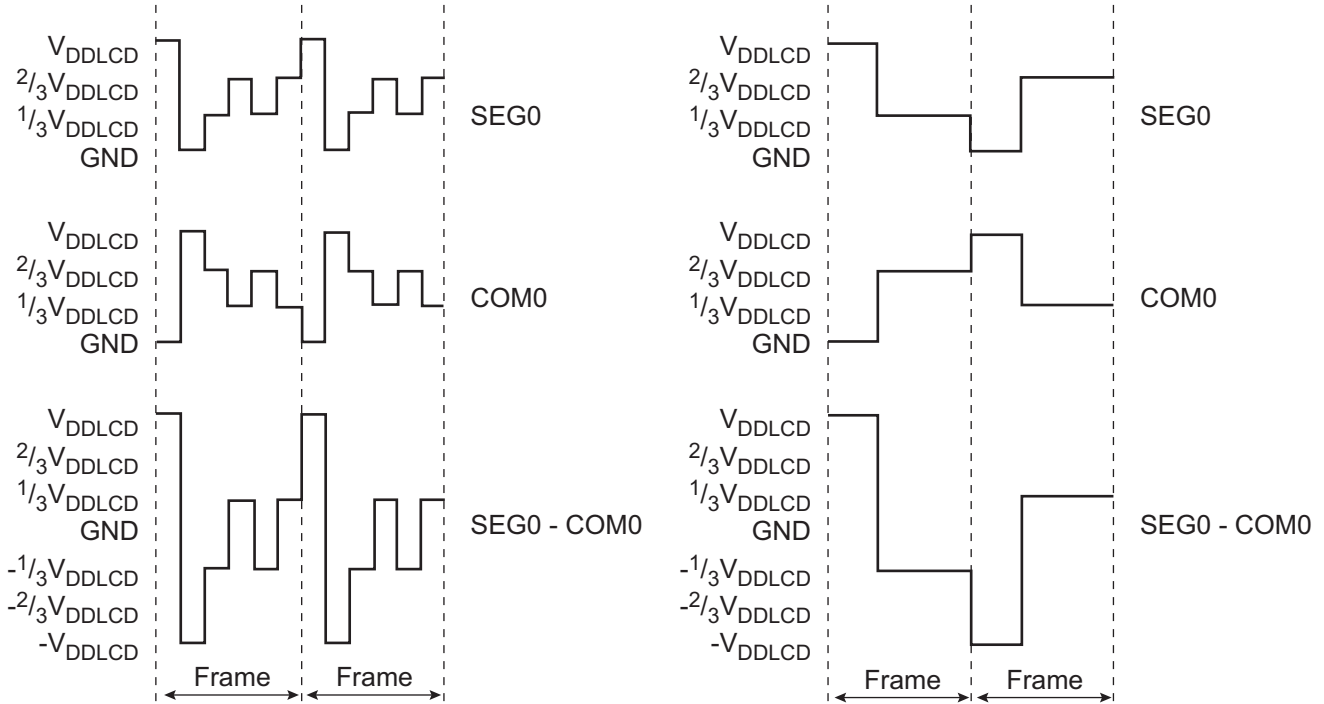 VDDLCD
2/3VDDLCD
1/3VDDLCD
GND
SEG0
VDDLCD
2/3VDDLCD
1/3VDDLCD
GND
COM0
VDDLCD
2/3VDDLCD
1/3VDDLCD
GND
-1/3VDDLCD
-2/3VDDLCD
-VDDLCD
SEG0 - COM0
Frame Frame
VDDLCD
2/3VDDLCD
1/3VDDLCD
GND
SEG0
VDDLCD
2/3VDDLCD
1/3VDDLCD
GND
COM0
VDDLCD
2/3VDDLCD
1/3VDDLCD
GND
-1/3VDDLCD
-2/3VDDLCD
-VDDLCD
SEG0 - COM0
Frame Frame